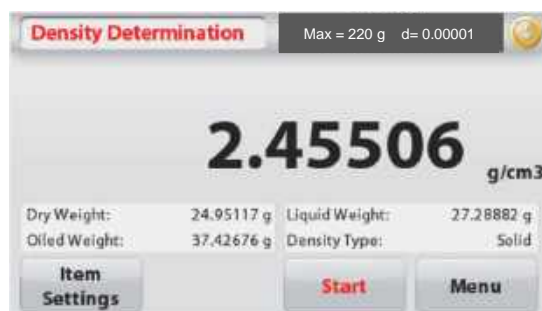 Density Determination Max = 220 g d= 0.00001
2.45506 g/cm3
Dry Weight: 24.95117 g Liquid Weight: 27.28882 g
Oiled Weight: 37.42676 g Density Type: Solid
Item Settings Start Menu